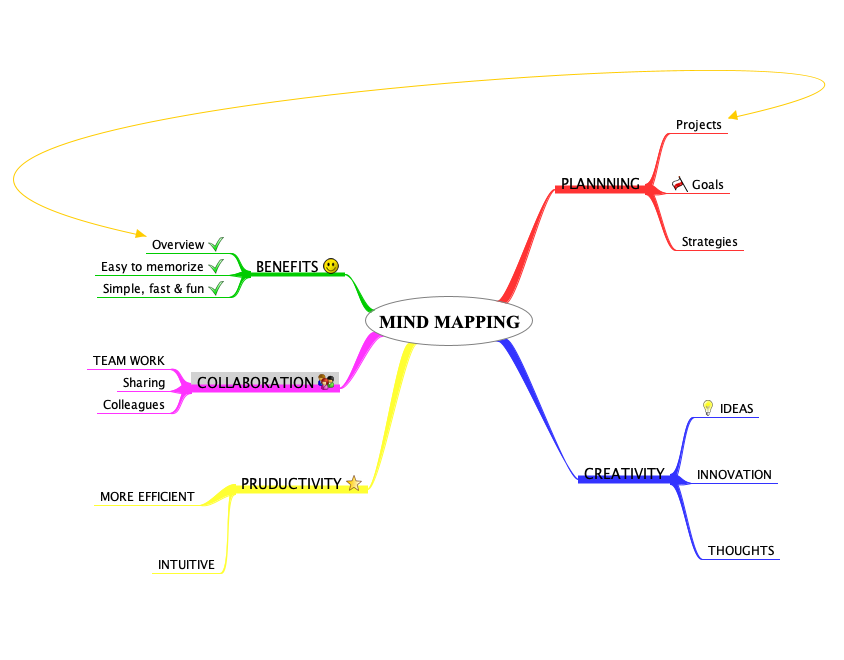 MIND MAPPING
PLANNNING
Projects
Goals
Strategies
CREATIVITY
IDEAS
INNOVATION
THOUGHTS
BENEFITS
Overview
Easy to memorize
Simple, fast & fun
COLLABORATION
TEAM WORK
Sharing
Colleagues
PRUDUCTIVITY
MORE EFFICIENT
INTUITIVE